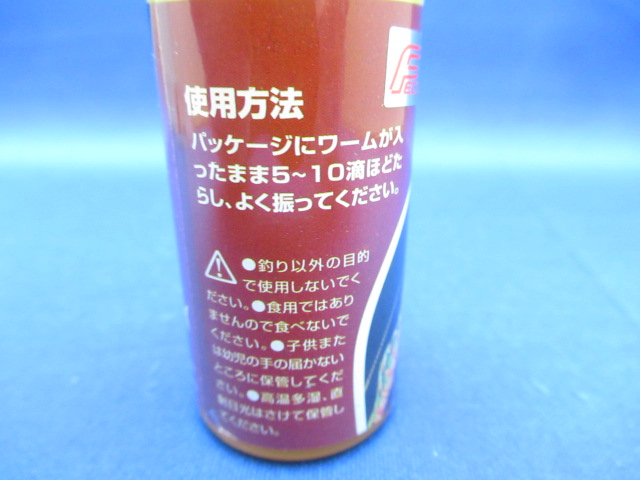 使用方法
パッケージにワームが入
ったまま5~10滴ほどた
らし、よく振ってください。
●釣り以外の目的
で使用しないでく
ださい。●食用ではあり
ませんので食べないで
ください。●子供また
は幼児の手の届かない
ところに保管してくだ
さい。●高温多湿、直
射日光はさけて保管し
てください。